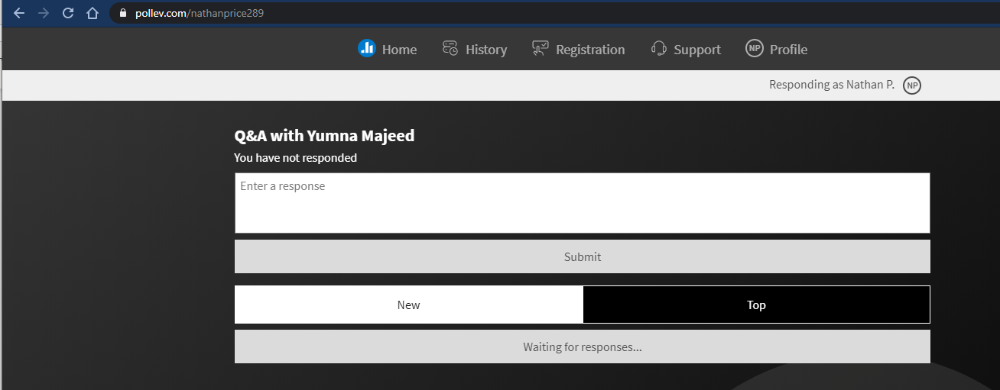 pollev.com/nathanprice289
Home History Registration Support NP Profile
Responding as Nathan P. NP
Q&A with Yumna Majeed
You have not responded
Enter a response
Submit
New Top
Waiting for responses...